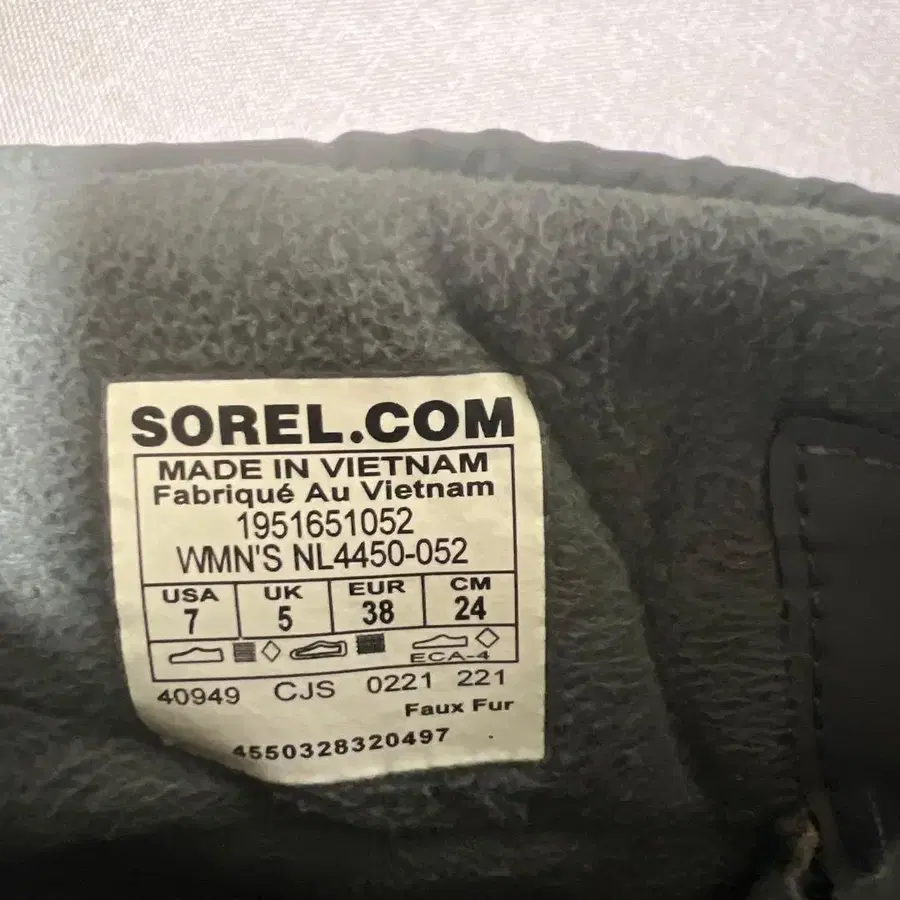 SOREL.COM
MADE IN VIETNAM
Fabriqué Au Vietnam
1951651052
WMN'S NL4450-052
USA UK EUR CM
7 5 38 24
ECA-4
40949 CJS 0221 221
Faux Fur
4550328320497